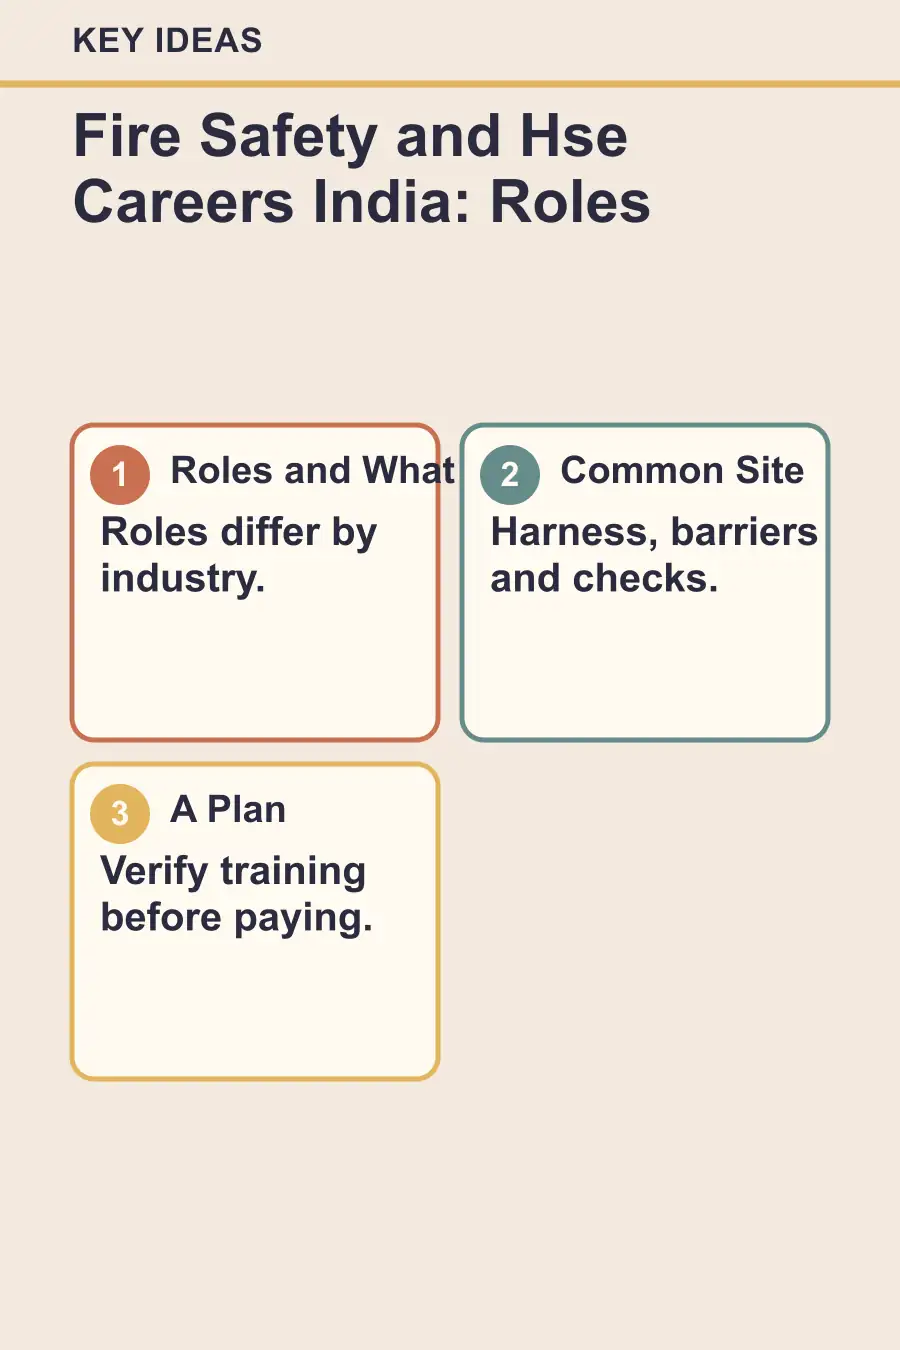 KEY IDEAS
Fire Safety and Hse
Careers India: Roles
1
Roles and What
Roles differ by
industry.
2
Common Site
Harness, barriers
and checks.
3
A Plan
Verify training
before paying.